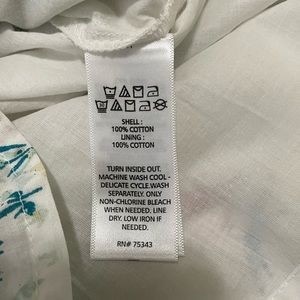 SHELL :
100% COTTON
LINING :
100% COTTON
TURN INSIDE OUT.
MACHINE WASH COOL -
DELICATE CYCLE.WASH
SEPARATELY. ONLY
NON-CHLORINE BLEACH
WHEN NEEDED. LINE
DRY. LOW IRON IF
NEEDED.
RN# 75343